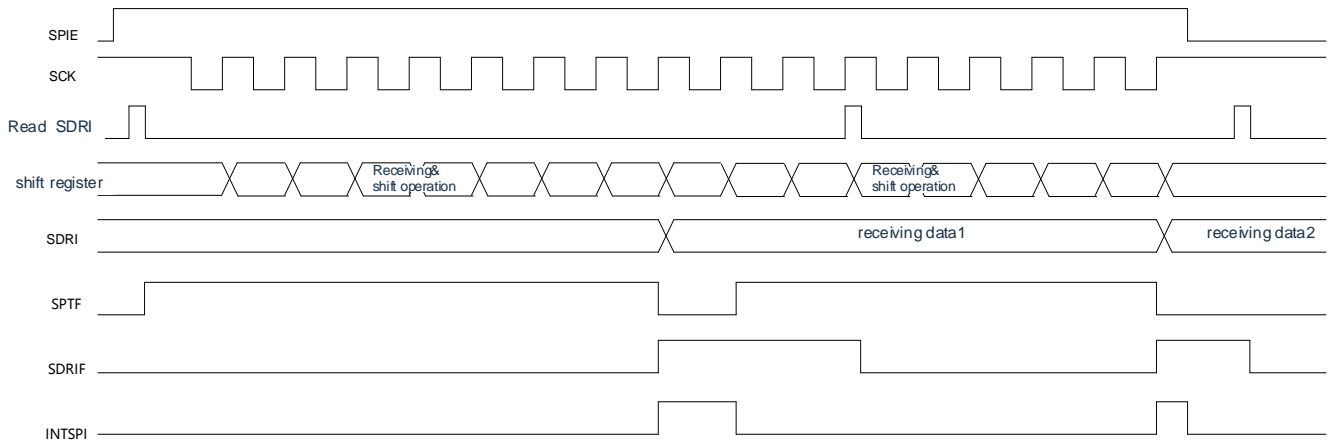 SPIE
SCK
Read SDRI
shift register
Receiving&
shift operation
Receiving&
shift operation
SDRI
receiving data1
receiving data2
SPTF
SDRIF
INTSPI